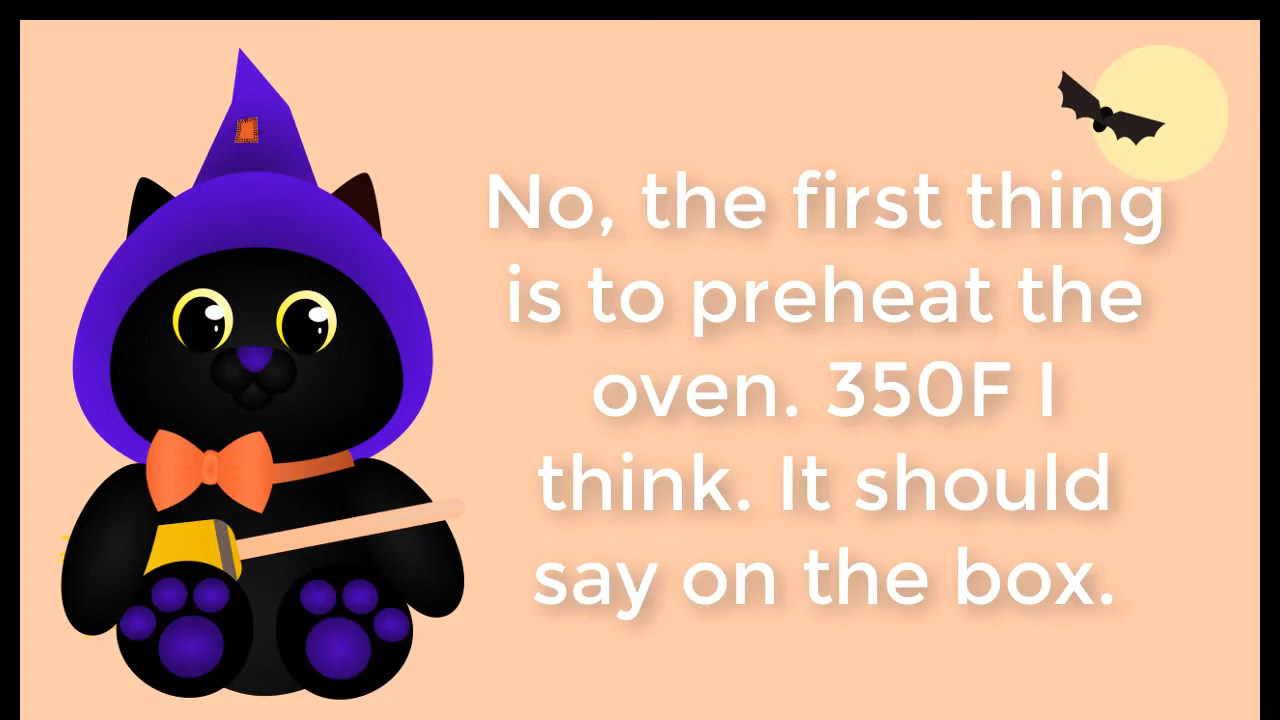 No, the first thing
is to preheat the
oven. 350F I
think. It should
say on the box.